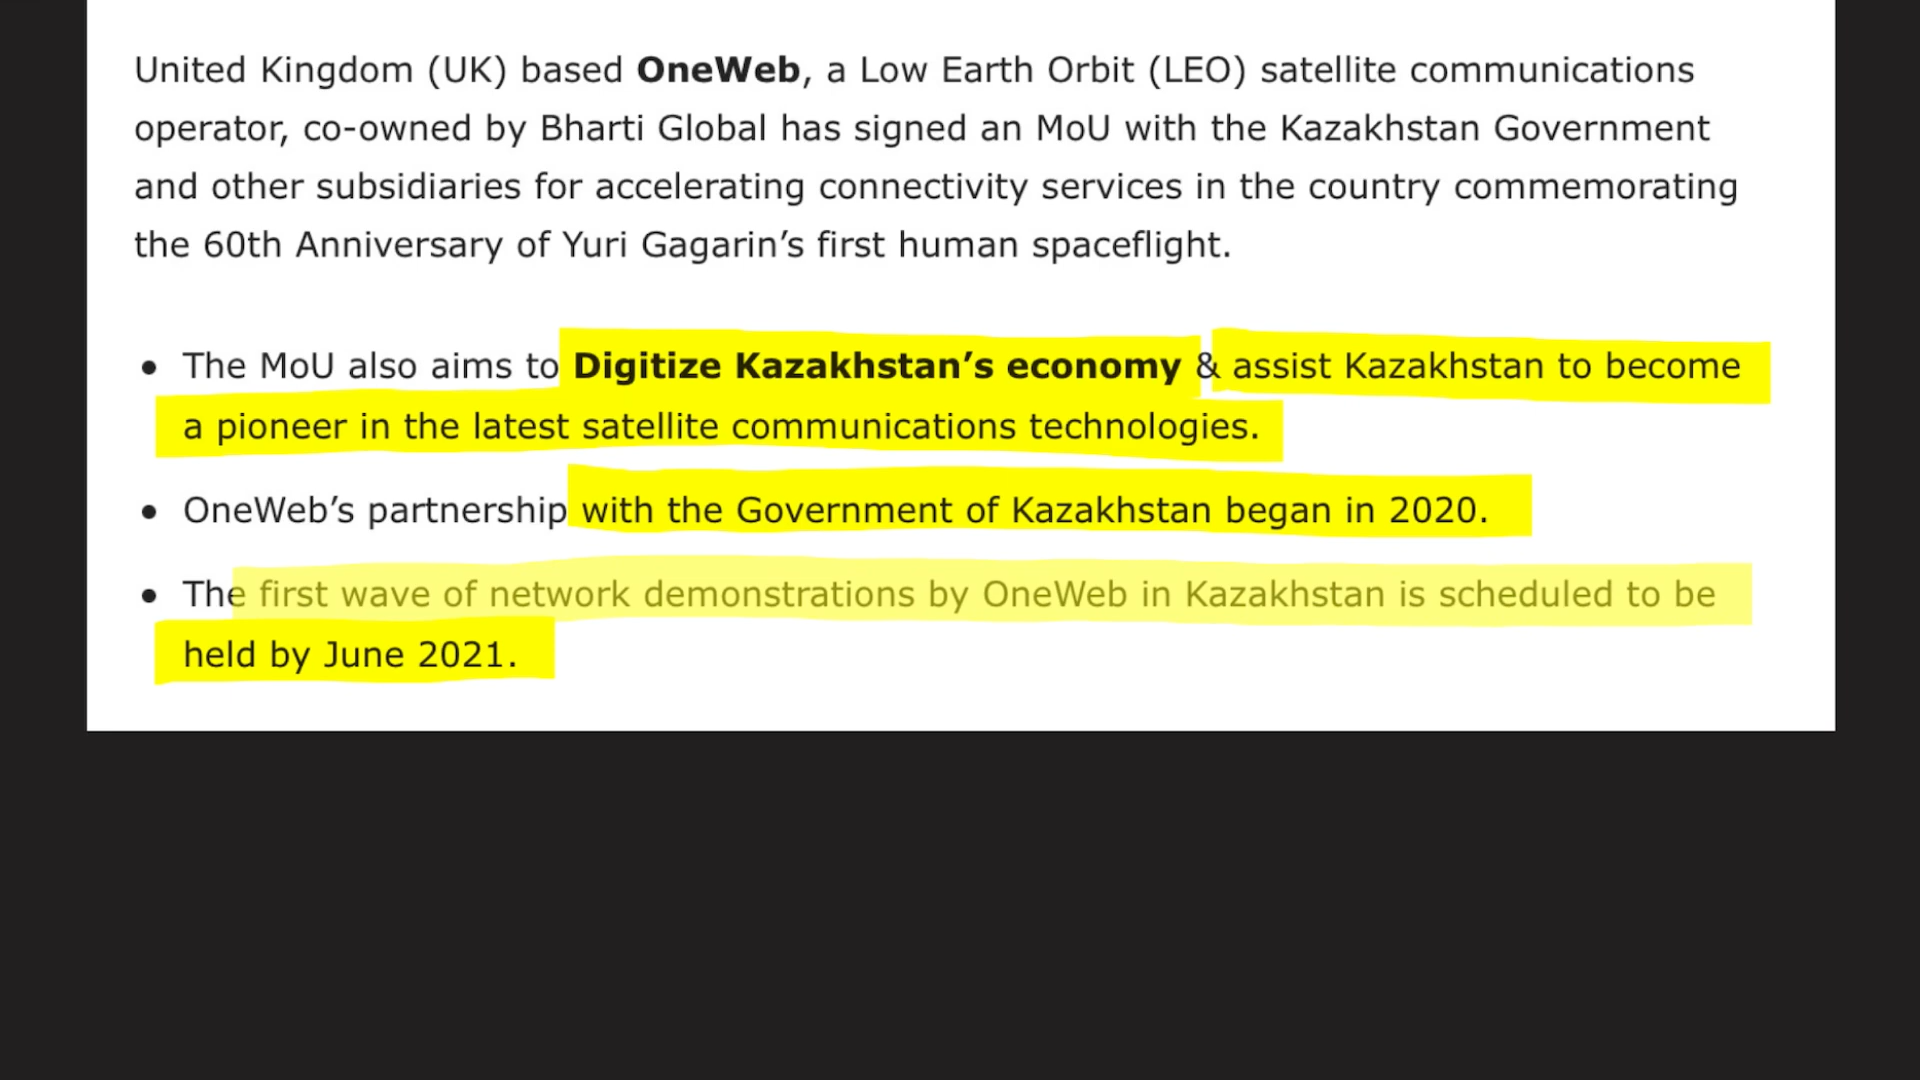 United Kingdom (UK) based OneWeb, a Low Earth Orbit (LEO) satellite communications
operator, co-owned by Bharti Global has signed an MoU with the Kazakhstan Government
and other subsidiaries for accelerating connectivity services in the country commemorating
the 60th Anniversary of Yuri Gagarin’s first human spaceflight.
• The MoU also aims to Digitize Kazakhstan’s economy & assist Kazakhstan to become
a pioneer in the latest satellite communications technologies.
• OneWeb’s partnership with the Government of Kazakhstan began in 2020.
• The first wave of network demonstrations by OneWeb in Kazakhstan is scheduled to be
held by June 2021.